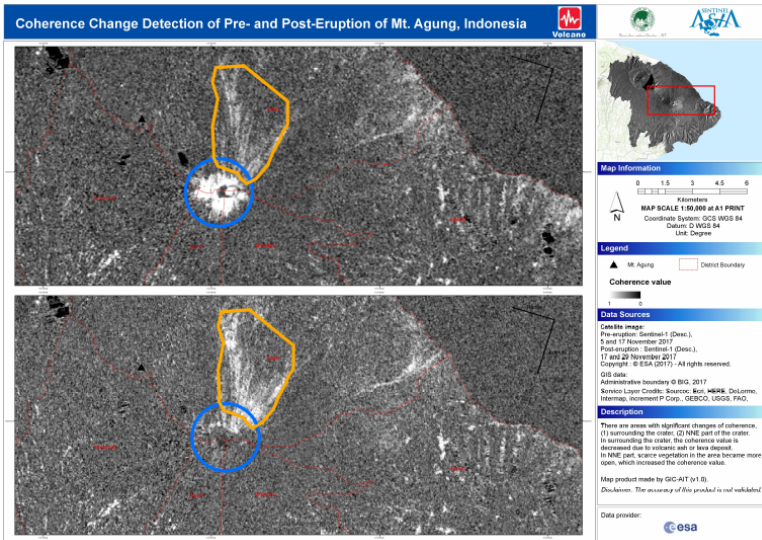 Coherence Change Detection of Pre- and Post-Eruption of Mt. Agung, Indonesia
Volcano
SENTINEL
ASIA
Map Information
0 1.5 3 4.5 6
Kilometers
MAP SCALE 1:50,000 at A1 PRINT
Coordinate System: GCS WGS 84
Datum: D WGS 84
Unit: Degree
N
Legend
Mt. Agung
District Boundary
Coherence value
1 0
Data Sources
Satellite image:
Pre-eruption: Sentinel-1 (Desc.),
5 and 17 November 2017
Post-eruption : Sentinel-1 (Desc.),
17 and 29 November 2017
Copyright : © ESA (2017) - All rights reserved.
GIS data:
Administrative boundary © BIG, 2017
Service Layer Credits: Sources: Esri, HERE, DeLorme,
Intermap, increment P Corp., GEBCO, USGS, FAO,
Description
There are areas with significant changes of coherence,
(1) surrounding the crater, (2) NNE part of the crater.
In surrounding the crater, the coherence value is
decreased due to volcanic ash or lava deposit.
In NNE part, scarce vegetation in the area became more
open, which increased the coherence value.
Map product made by GIC-AIT (v1.0).
Disclaimer: The accuracy of this product is not validated.
Data provider:
esa